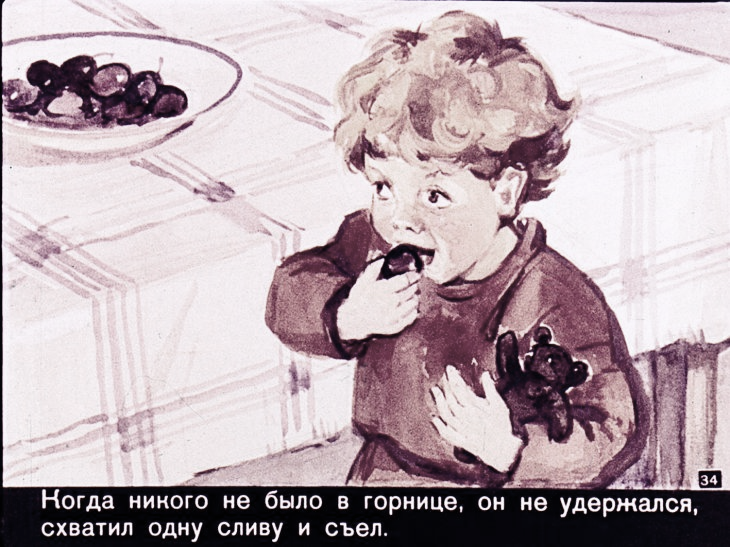 34
Когда никого не было в горнице, он не удержался,
схватил одну сливу и съел.